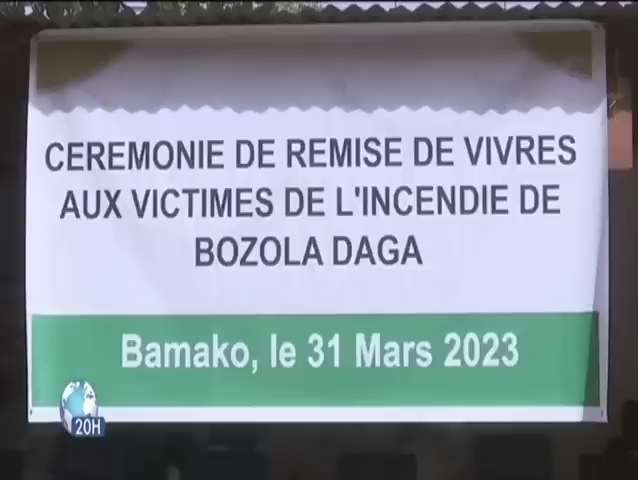 CEREMONIE DE REMISE DE VIVRES
AUX VICTIMES DE L'INCENDIE DE
BOZOLA DAGA
Bamako, le 31 Mars 2023
20H